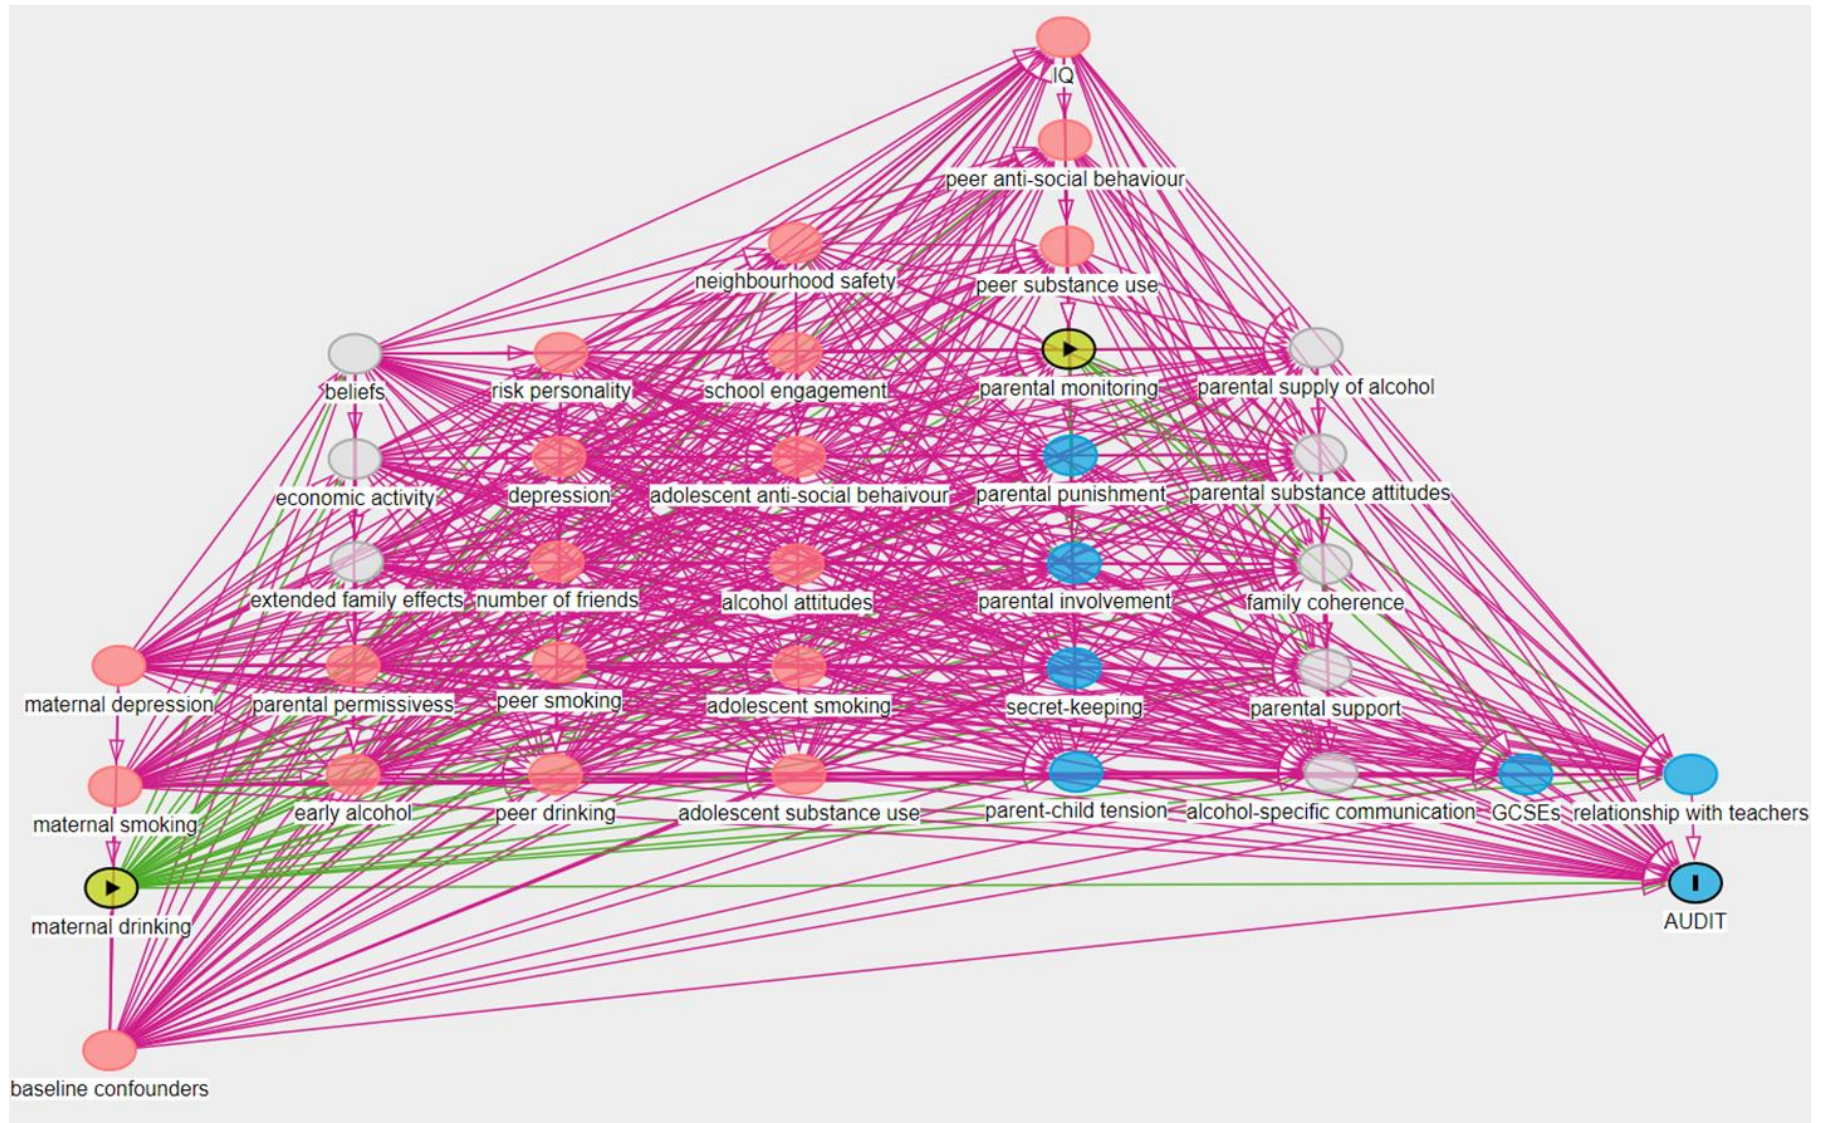 IQ
peer anti-social behaviour
neighbourhood safety
peer substance use
beliefs
risk personality
school engagement
parental monitoring
parental supply of alcohol
economic activity
depression
adolescent anti-social behaivour
parental punishment
parental substance attitudes
extended family effects
number of friends
alcohol attitudes
parental involvement
family coherence
maternal depression
parental permissivess
peer smoking
adolescent smoking
secret-keeping
parental support
maternal smoking
early alcohol
peer drinking
adolescent substance use
parent-child tension
alcohol-specific communication
GCSEs
relationship with teachers
maternal drinking
AUDIT
baseline confounders